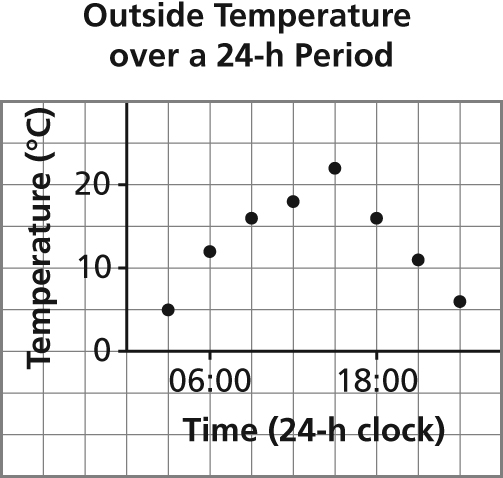 Outside Temperature
over a 24-h Period
Temperature (°C)
20
10
0
06:00 18:00
Time (24-h clock)